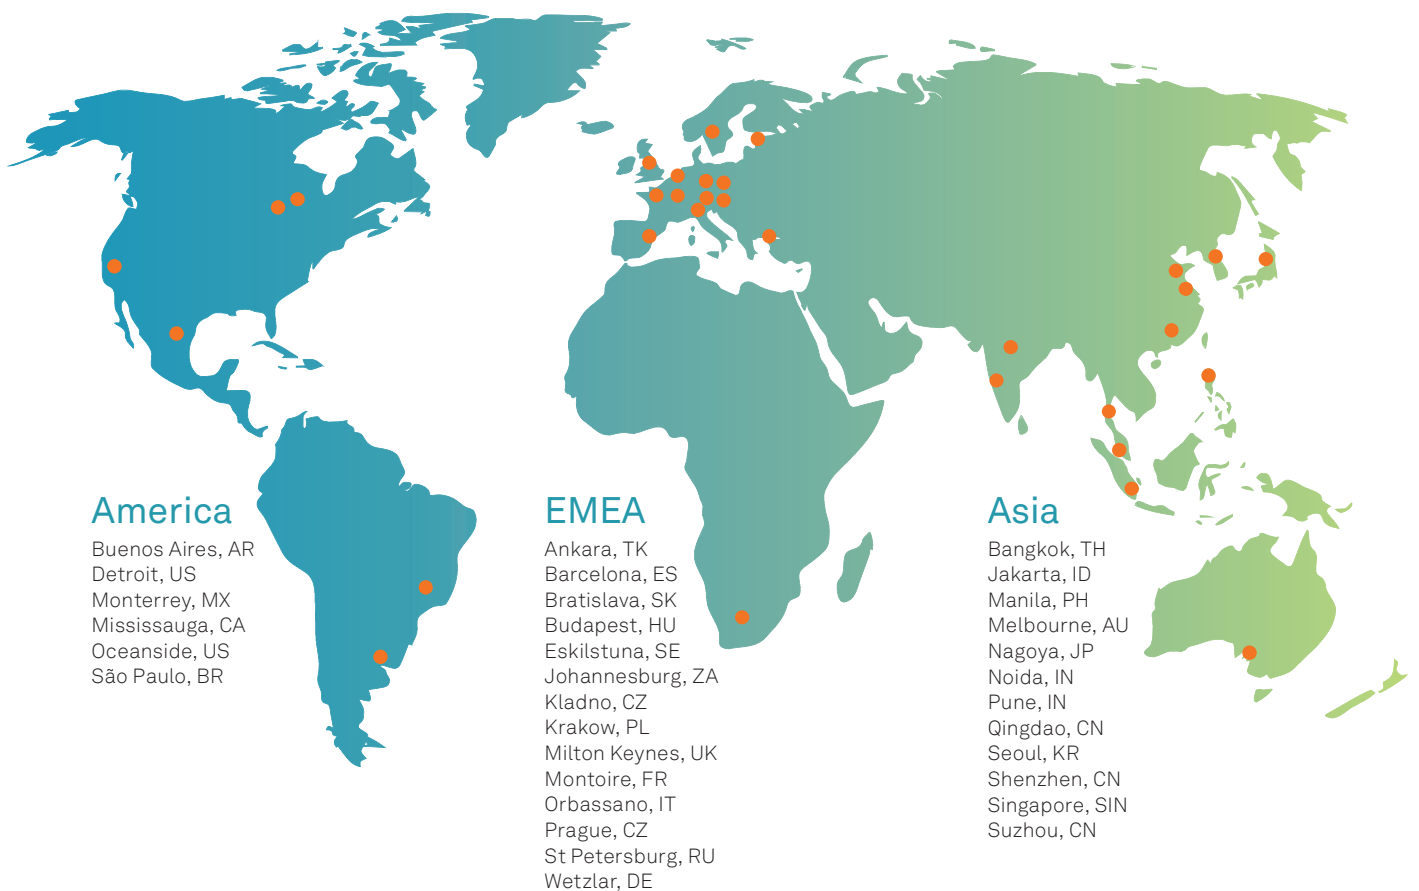 America
Buenos Aires, AR
Detroit, US
Monterrey, MX
Mississauga, CA
Oceanside, US
São Paulo, BR
EMEA
Ankara, TK
Barcelona, ES
Bratislava, SK
Budapest, HU
Eskilstuna, SE
Johannesburg, ZA
Kladno, CZ
Krakow, PL
Milton Keynes, UK
Montoire, FR
Orbassano, IT
Prague, CZ
St Petersburg, RU
Wetzlar, DE
Asia
Bangkok, TH
Jakarta, ID
Manila, PH
Melbourne, AU
Nagoya, JP
Noida, IN
Pune, IN
Qingdao, CN
Seoul, KR
Shenzhen, CN
Singapore, SIN
Suzhou, CN